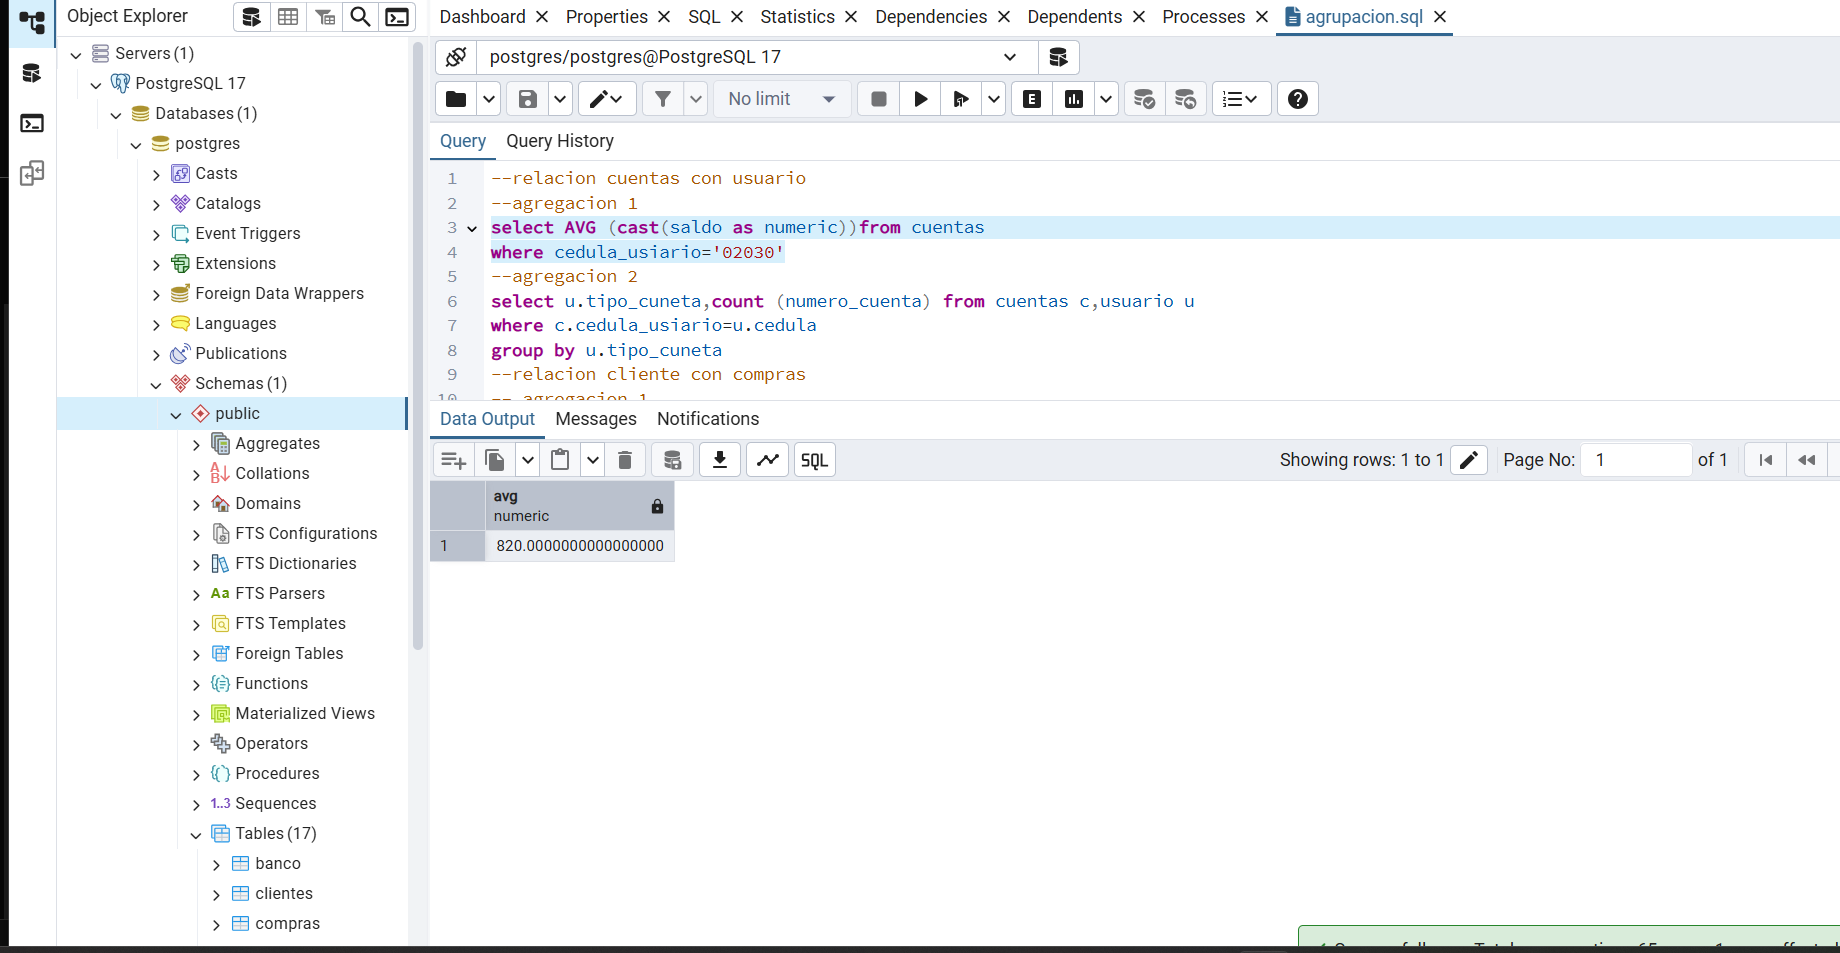 Object Explorer
Servers (1)
PostgreSQL 17
Databases (1)
postgres
Casts
Catalogs
Event Triggers
Extensions
Foreign Data Wrappers
Languages
Publications
Schemas (1)
public
Aggregates
Collations
Domains
FTS Configurations
FTS Dictionaries
Aa FTS Parsers
FTS Templates
Foreign Tables
Functions
Materialized Views
Operators
Procedures
1..3 Sequences
Tables (17)
banco
clientes
compras
Dashboard Properties SQL Statistics Dependencies Dependents Processes agrupacion.sql
postgres/postgres@PostgreSQL 17
No limit
E
Query Query History
1 --relacion cuentas con usuario
2 --agregacion 1
3 select AVG (cast(saldo as numeric))from cuentas
4 where cedula_usiario='02030'
5 --agregacion 2
6 select u.tipo_cuneta,count (numero_cuenta) from cuentas c,usuario u
7 where c.cedula_usiario=u.cedula
8 group by u.tipo_cuneta
9 --relacion cliente con compras
10 -- agregacion 1
Data Output Messages Notifications
SQL
Showing rows: 1 to 1 Page No: 1 of 1
avg
numeric
1 820.0000000000000000